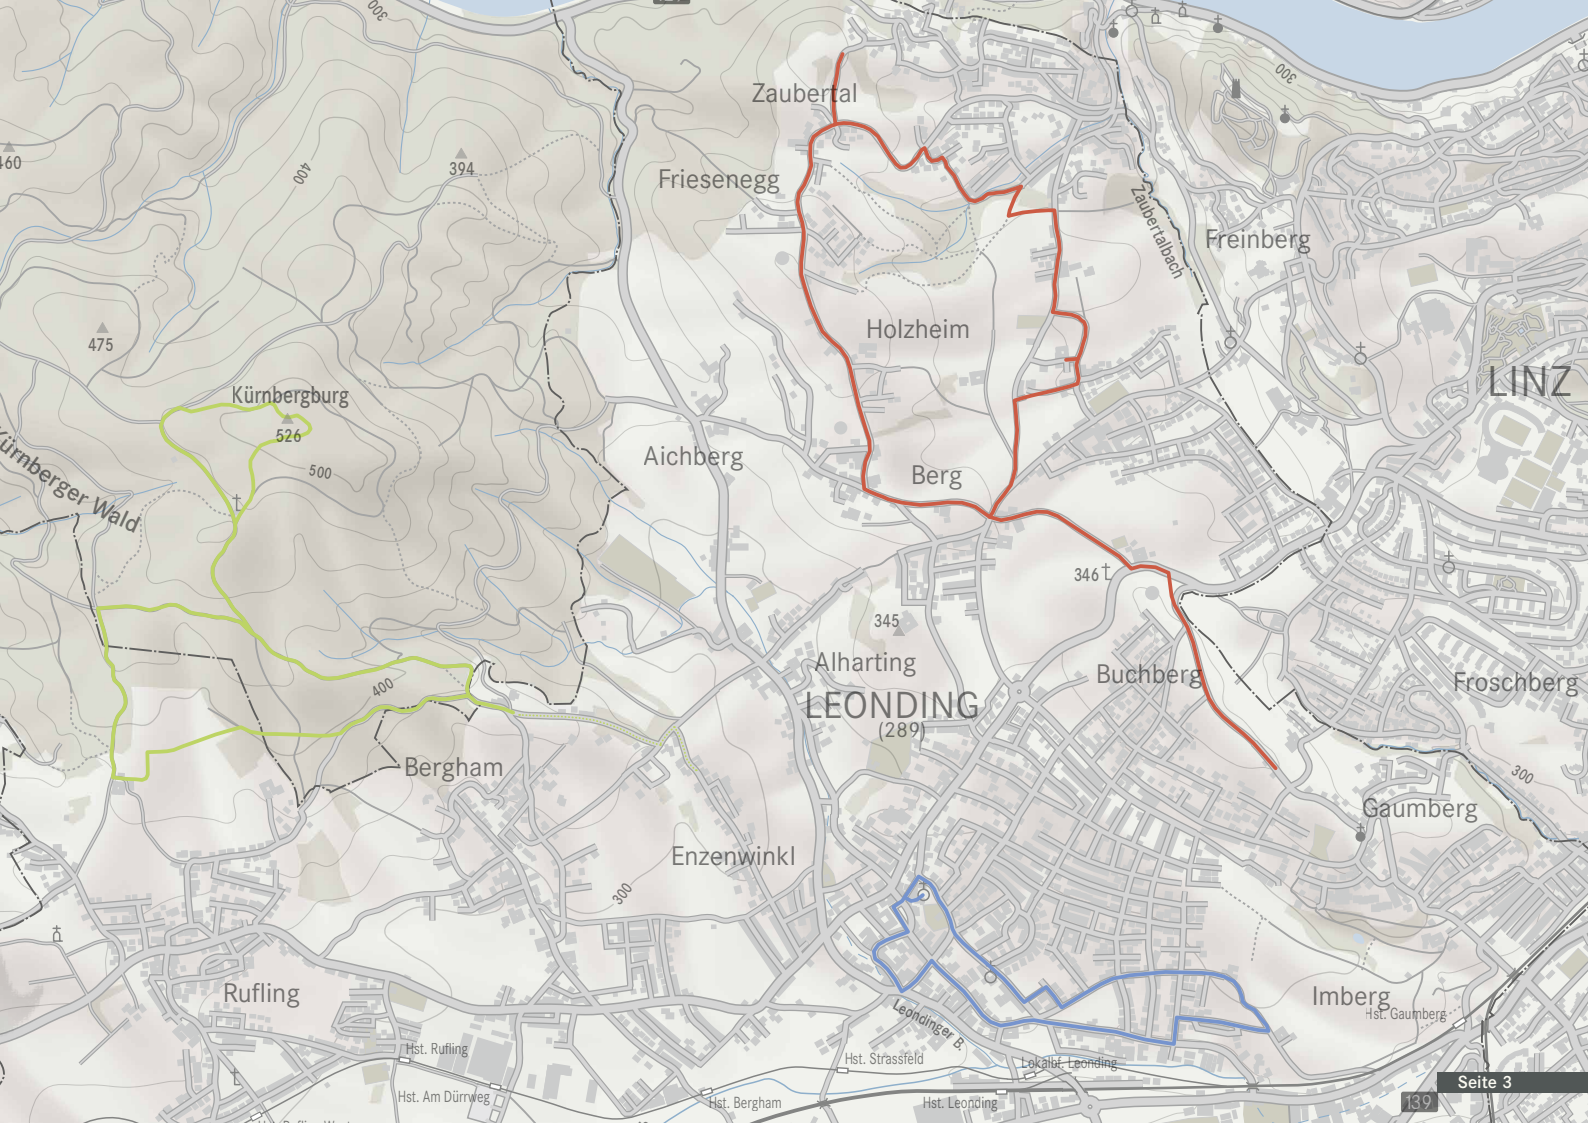 300
Zaubertal
300
394
400
Friesenegg
Zaubertalbach
Freinberg
475
Holzheim
LINZ
Kürnbergburg
526
500
Aichberg
Berg
Kürnberger Wald
346
345
Alharting
Buchberg
Froschberg
400
LEONDING
(289)
Bergham
300
Gaumberg
Enzenwinkl
300
Rufling
Imberg
Hst. Gaumberg
Leondinger B.
Hst. Rufling
Hst. Strassfeld
Lokalbf. Leonding
Seite 3
Hst. Am Dürrweg
Hst. Bergham
Hst. Leonding
139